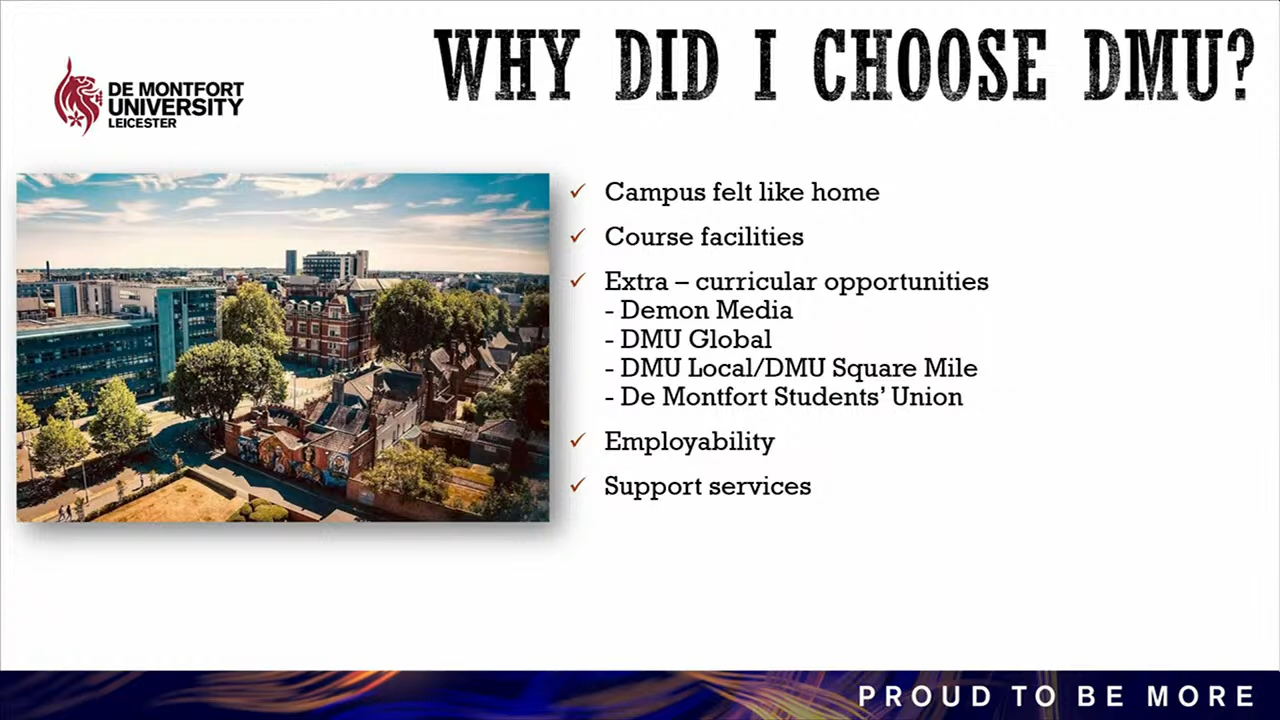 WHY DID I CHOOSE DMU?
DE MONTFORT
UNIVERSITY
LEICESTER
Campus felt like home
Course facilities
Extra – curricular opportunities
- Demon Media
- DMU Global
- DMU Local/DMU Square Mile
- De Montfort Students’ Union
Employability
Support services
PROUD TO BE MORE